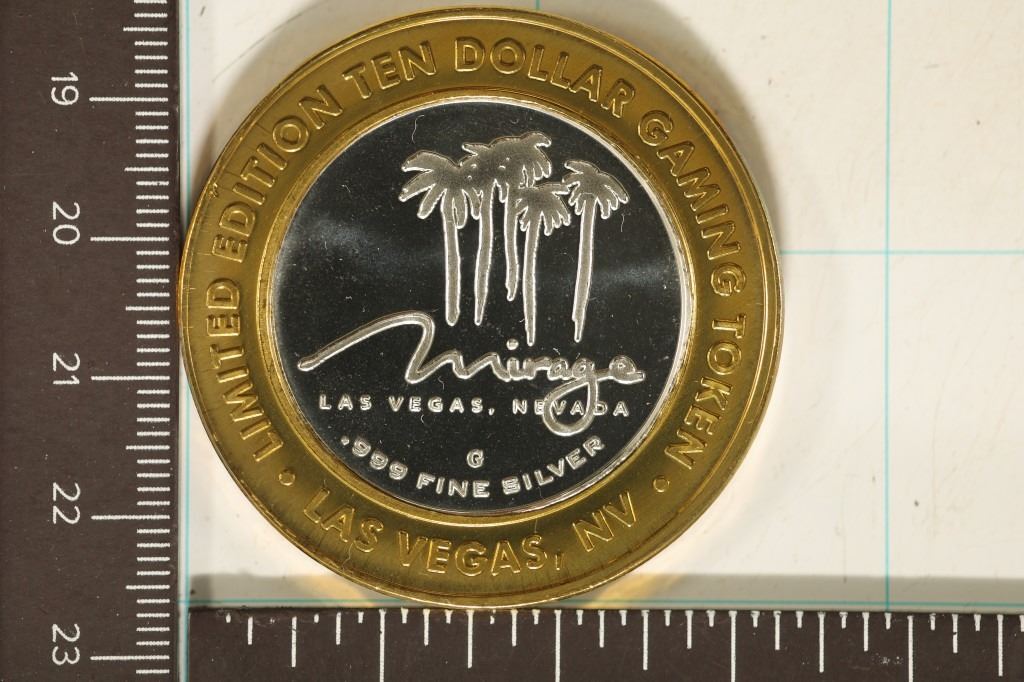 LIMITED EDITION TEN DOLLAR GAMING TOKEN
• LAS VEGAS, NV •
Mirage
LAS VEGAS, NEVADA
G
.999 FINE SILVER
19
20
21
22
23